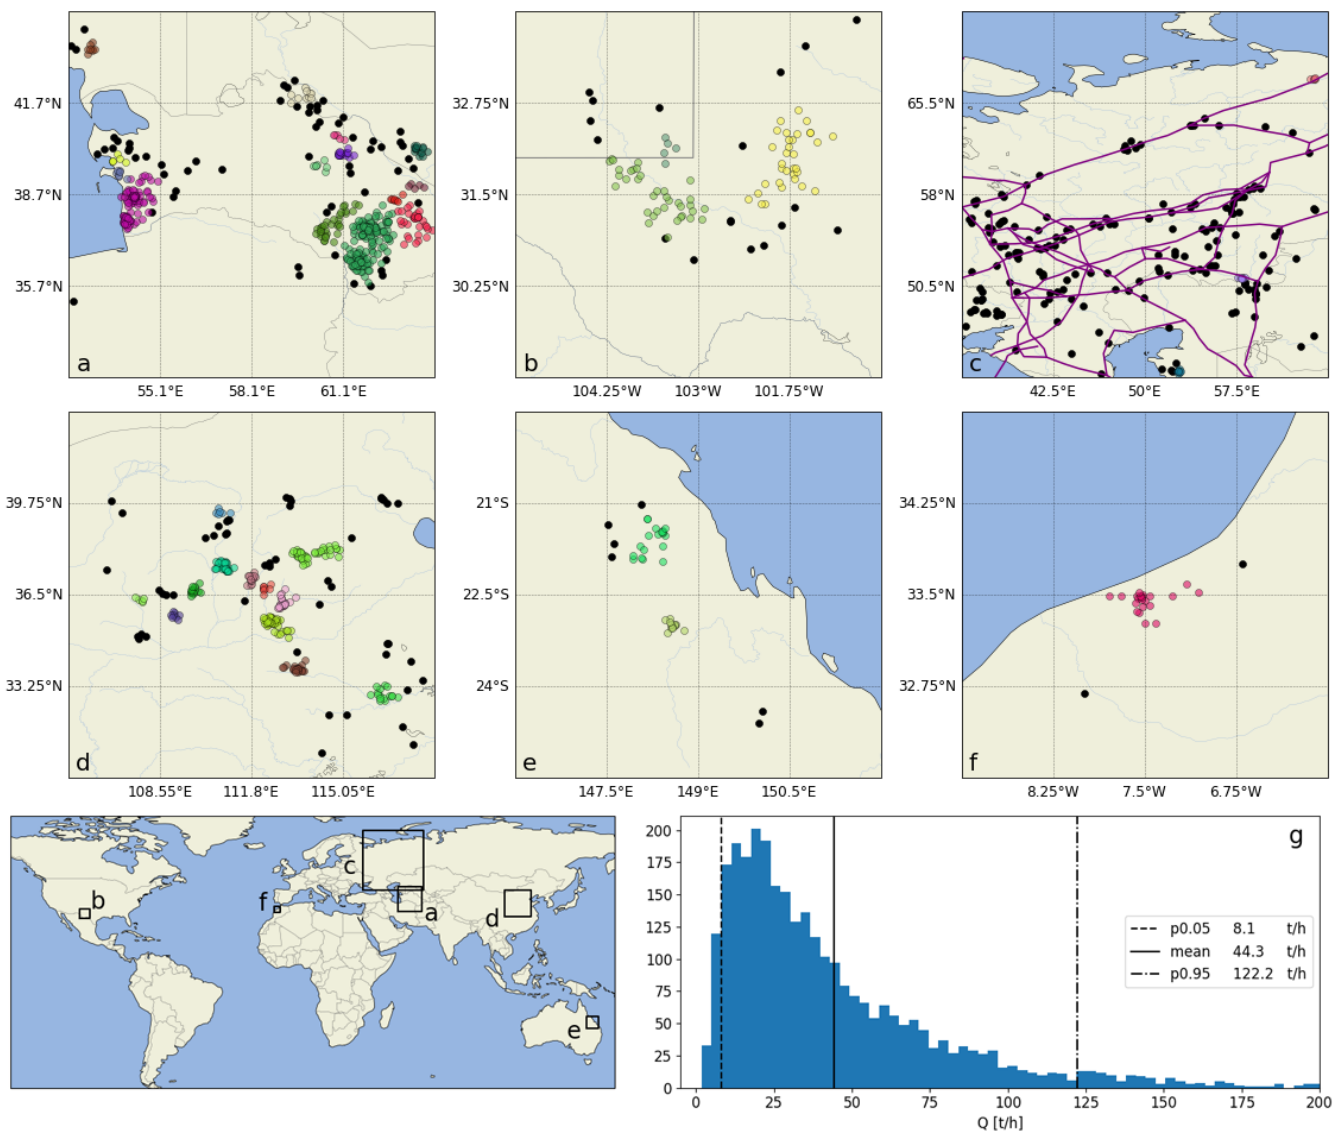 41.7°N
38.7°N
35.7°N
a
55.1°E 58.1°E 61.1°E
32.75°N
31.5°N
30.25°N
b
104.25°W 103°W 101.75°W
65.5°N
58°N
50.5°N
c
42.5°E 50°E 57.5°E
39.75°N
36.5°N
33.25°N
d
108.55°E 111.8°E 115.05°E
21°S
22.5°S
24°S
e
147.5°E 149°E 150.5°E
34.25°N
33.5°N
32.75°N
f
8.25°W 7.5°W 6.75°W
c
b
f
a
d
e
g
200
175
150
125
100
75
50
25
0
p0.05 8.1 t/h
mean 44.3 t/h
p0.95 122.2 t/h
0 25 50 75 100 125 150 175 200
Q [t/h]